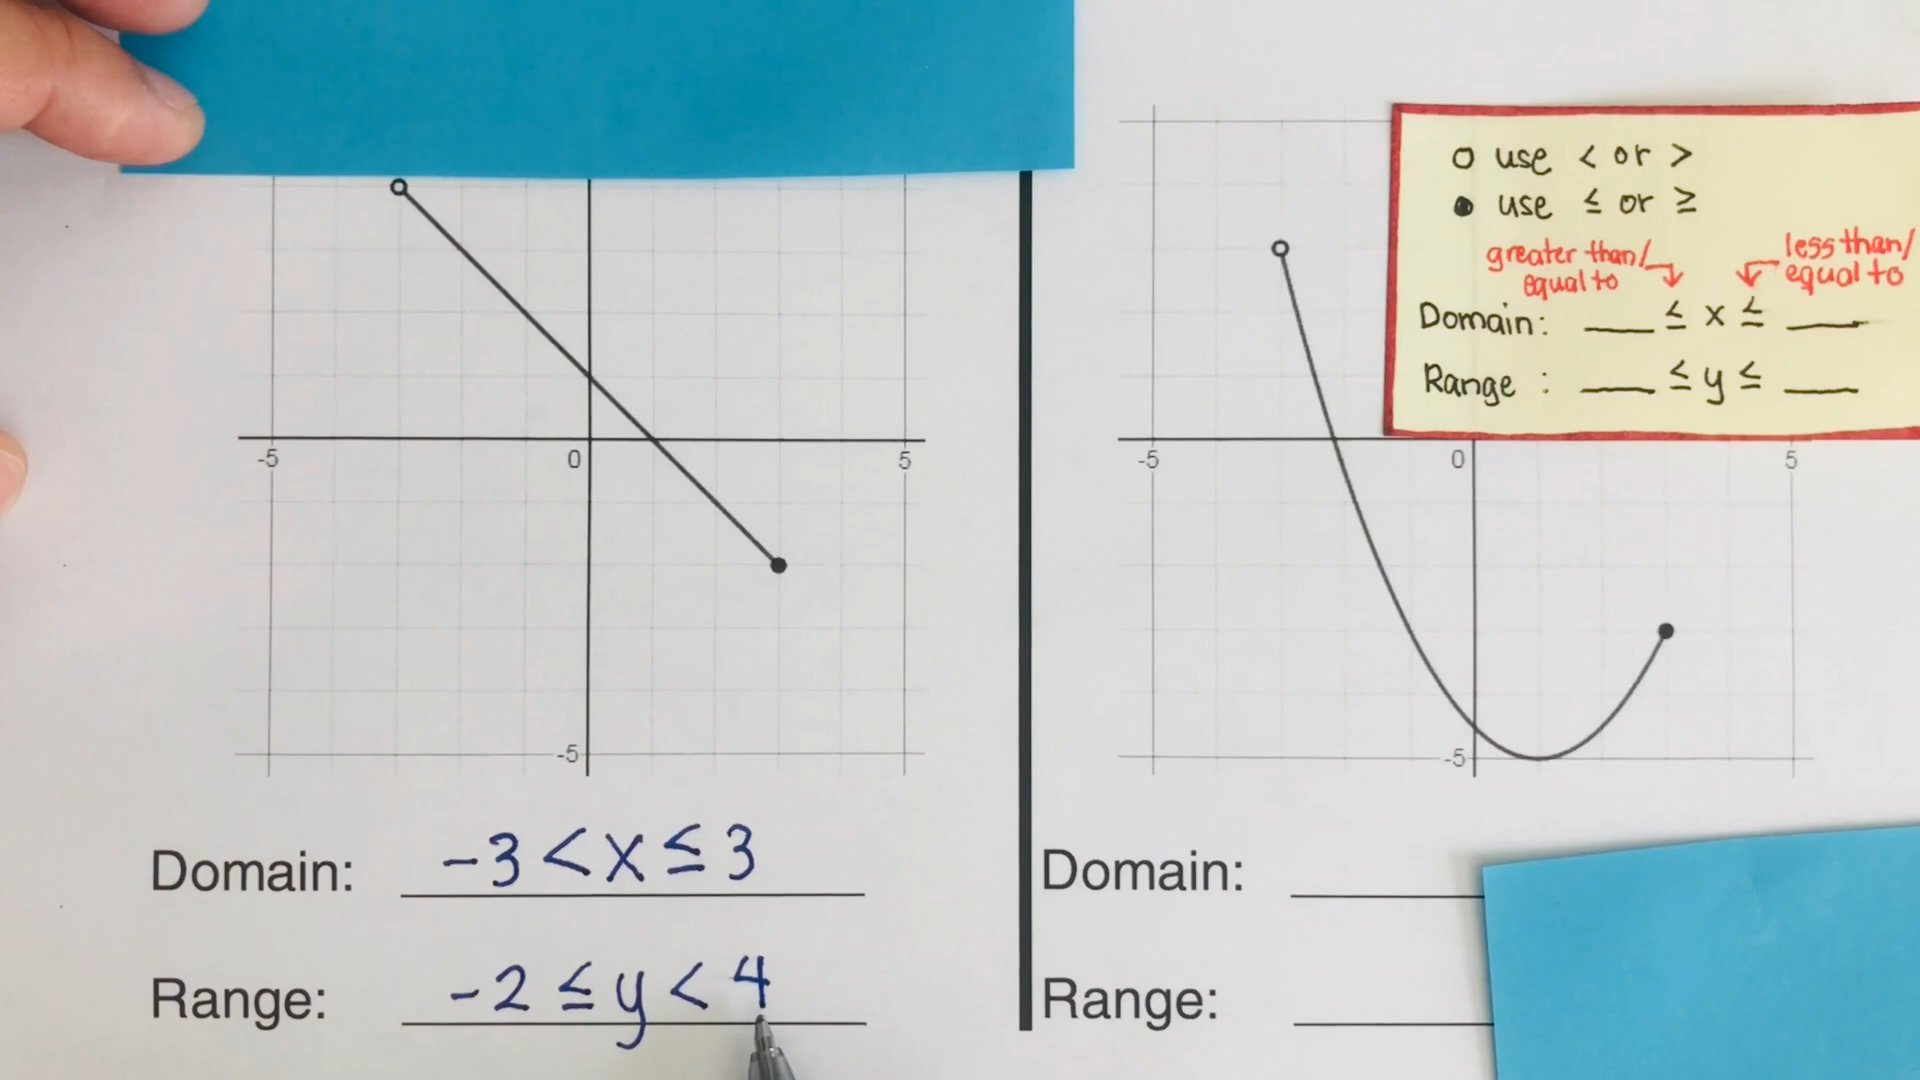 -5 0 5
-5
Domain: -3 < x ≤ 3
Range: -2 ≤ y < 4
○ use < or >
● use ≤ or ≥
greater than/
equal to
less than/
equal to
Domain: ___ ≤ x ≤ ___
Range : ___ ≤ y ≤ ___
-5 0 5
-5
Domain:
Range: